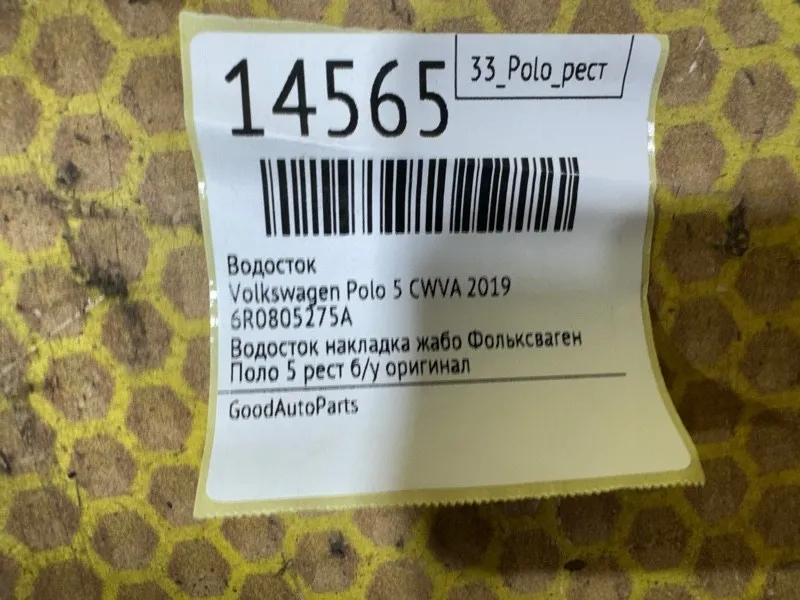 14565
33_Polo_рест
Водосток
Volkswagen Polo 5 CWVA 2019
6R0805275A
Водосток накладка жабо Фольксваген
Поло 5 рест б/у оригинал
GoodAutoParts